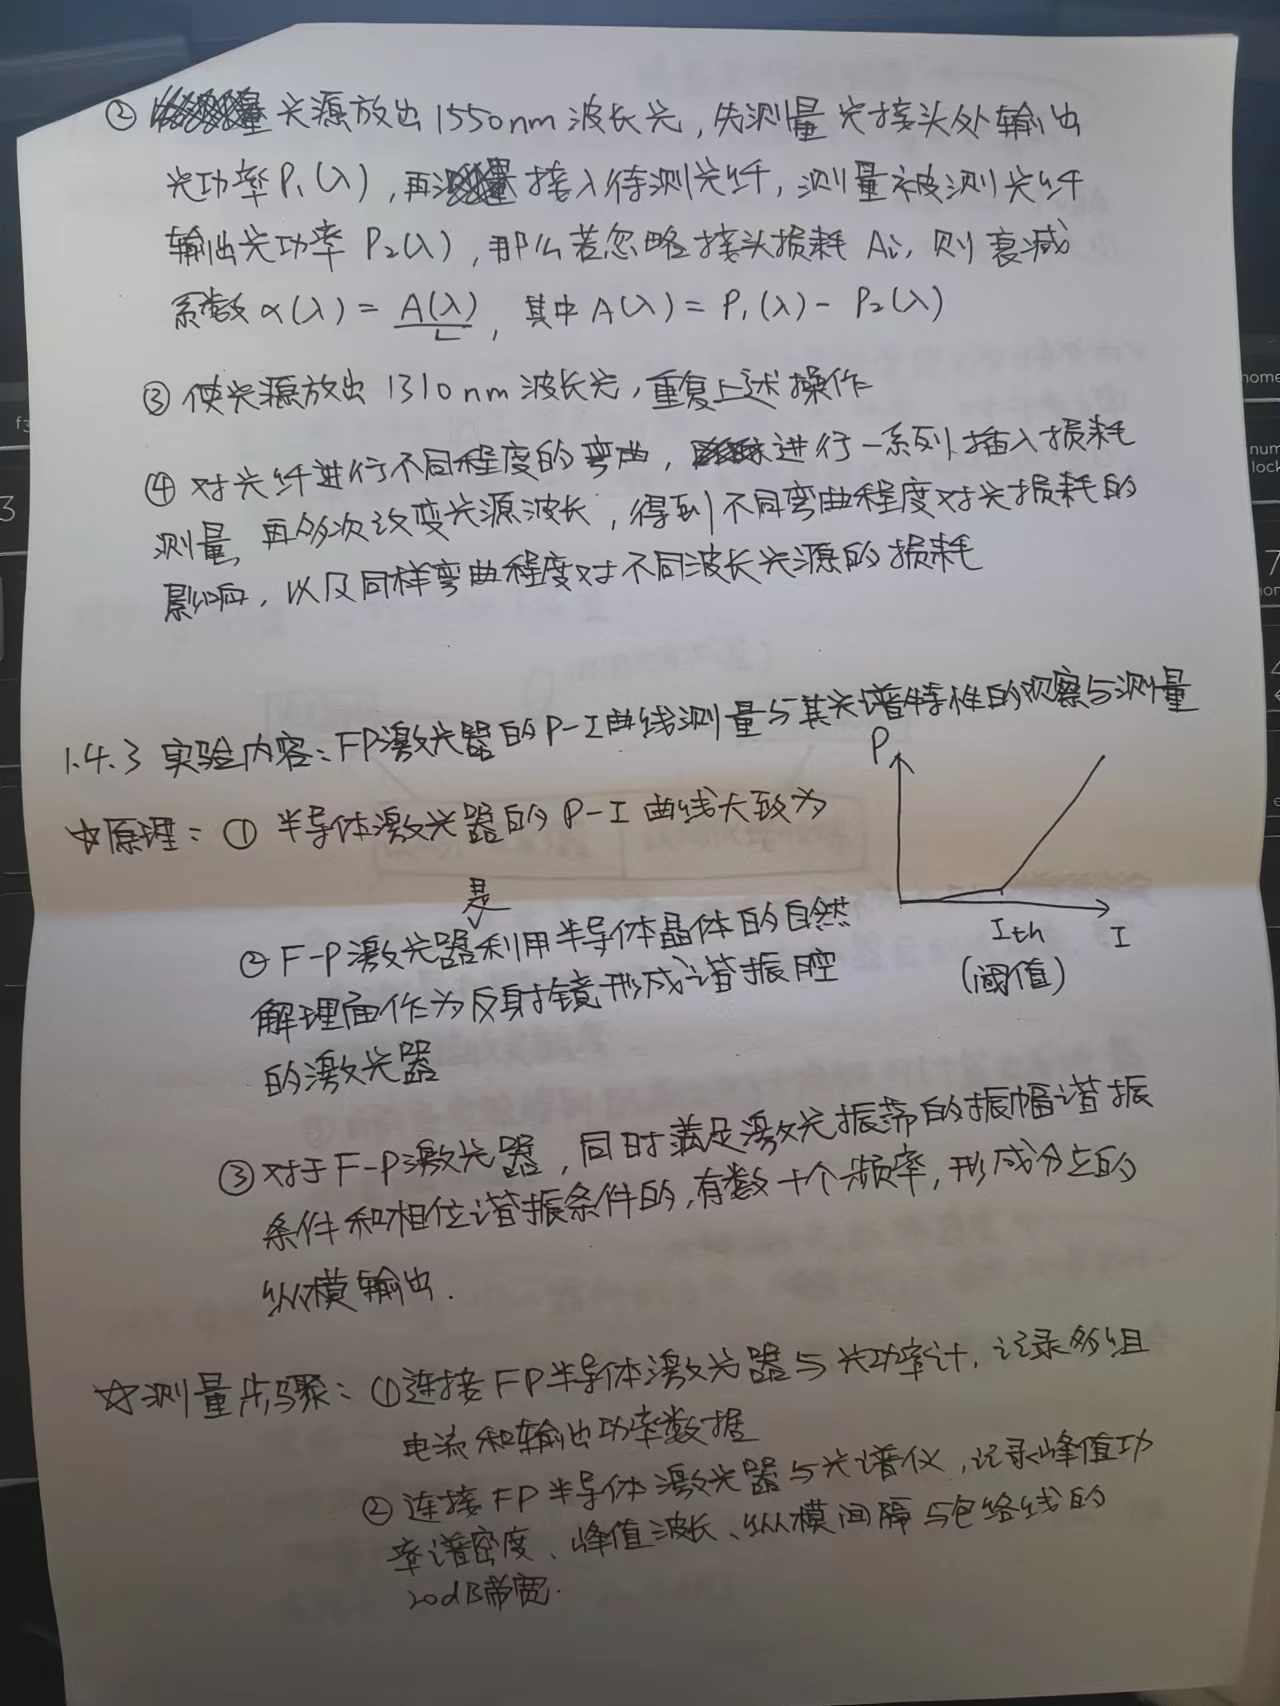 ② 光源放出1550nm波长光，先测量光接头处输出
光功率P₁(λ)，再接入待测光纤，测量被测光纤
输出光功率 P₂(λ)，那么若忽略接头损耗Ai，则衰减
系数α(λ) = A(λ)/L，其中A(λ) = P₁(λ) - P₂(λ)
③ 使光源放出1310nm波长光，重复上述操作
④ 对光纤进行不同程度的弯曲，进行一系列插入损耗
测量，再多次改变光源波长，得到不同弯曲程度对光损耗的
影响，以及同样弯曲程度对不同波长光源的损耗
1.4.3 实验内容：FP激光器的P-I曲线测量与其光谱特性的观察与测量
☆原理：① 半导体激光器的P-I曲线大致为
P
Ith
I
(阈值)
② F-P激光器是利用半导体晶体的自然
解理面作为反射镜形成谐振腔
的激光器
③ 对于F-P激光器，同时满足激光振荡的振幅谐振
条件和相位谐振条件的，有数十个频率，形成分立的
纵模输出.
☆测量步骤：①连接FP半导体激光器与光功率计，记录多组
电流和输出功率数据
② 连接FP半导体激光器与光谱仪，记录峰值功
率谱密度、峰值波长、纵模间隔与包络线的
20dB带宽.